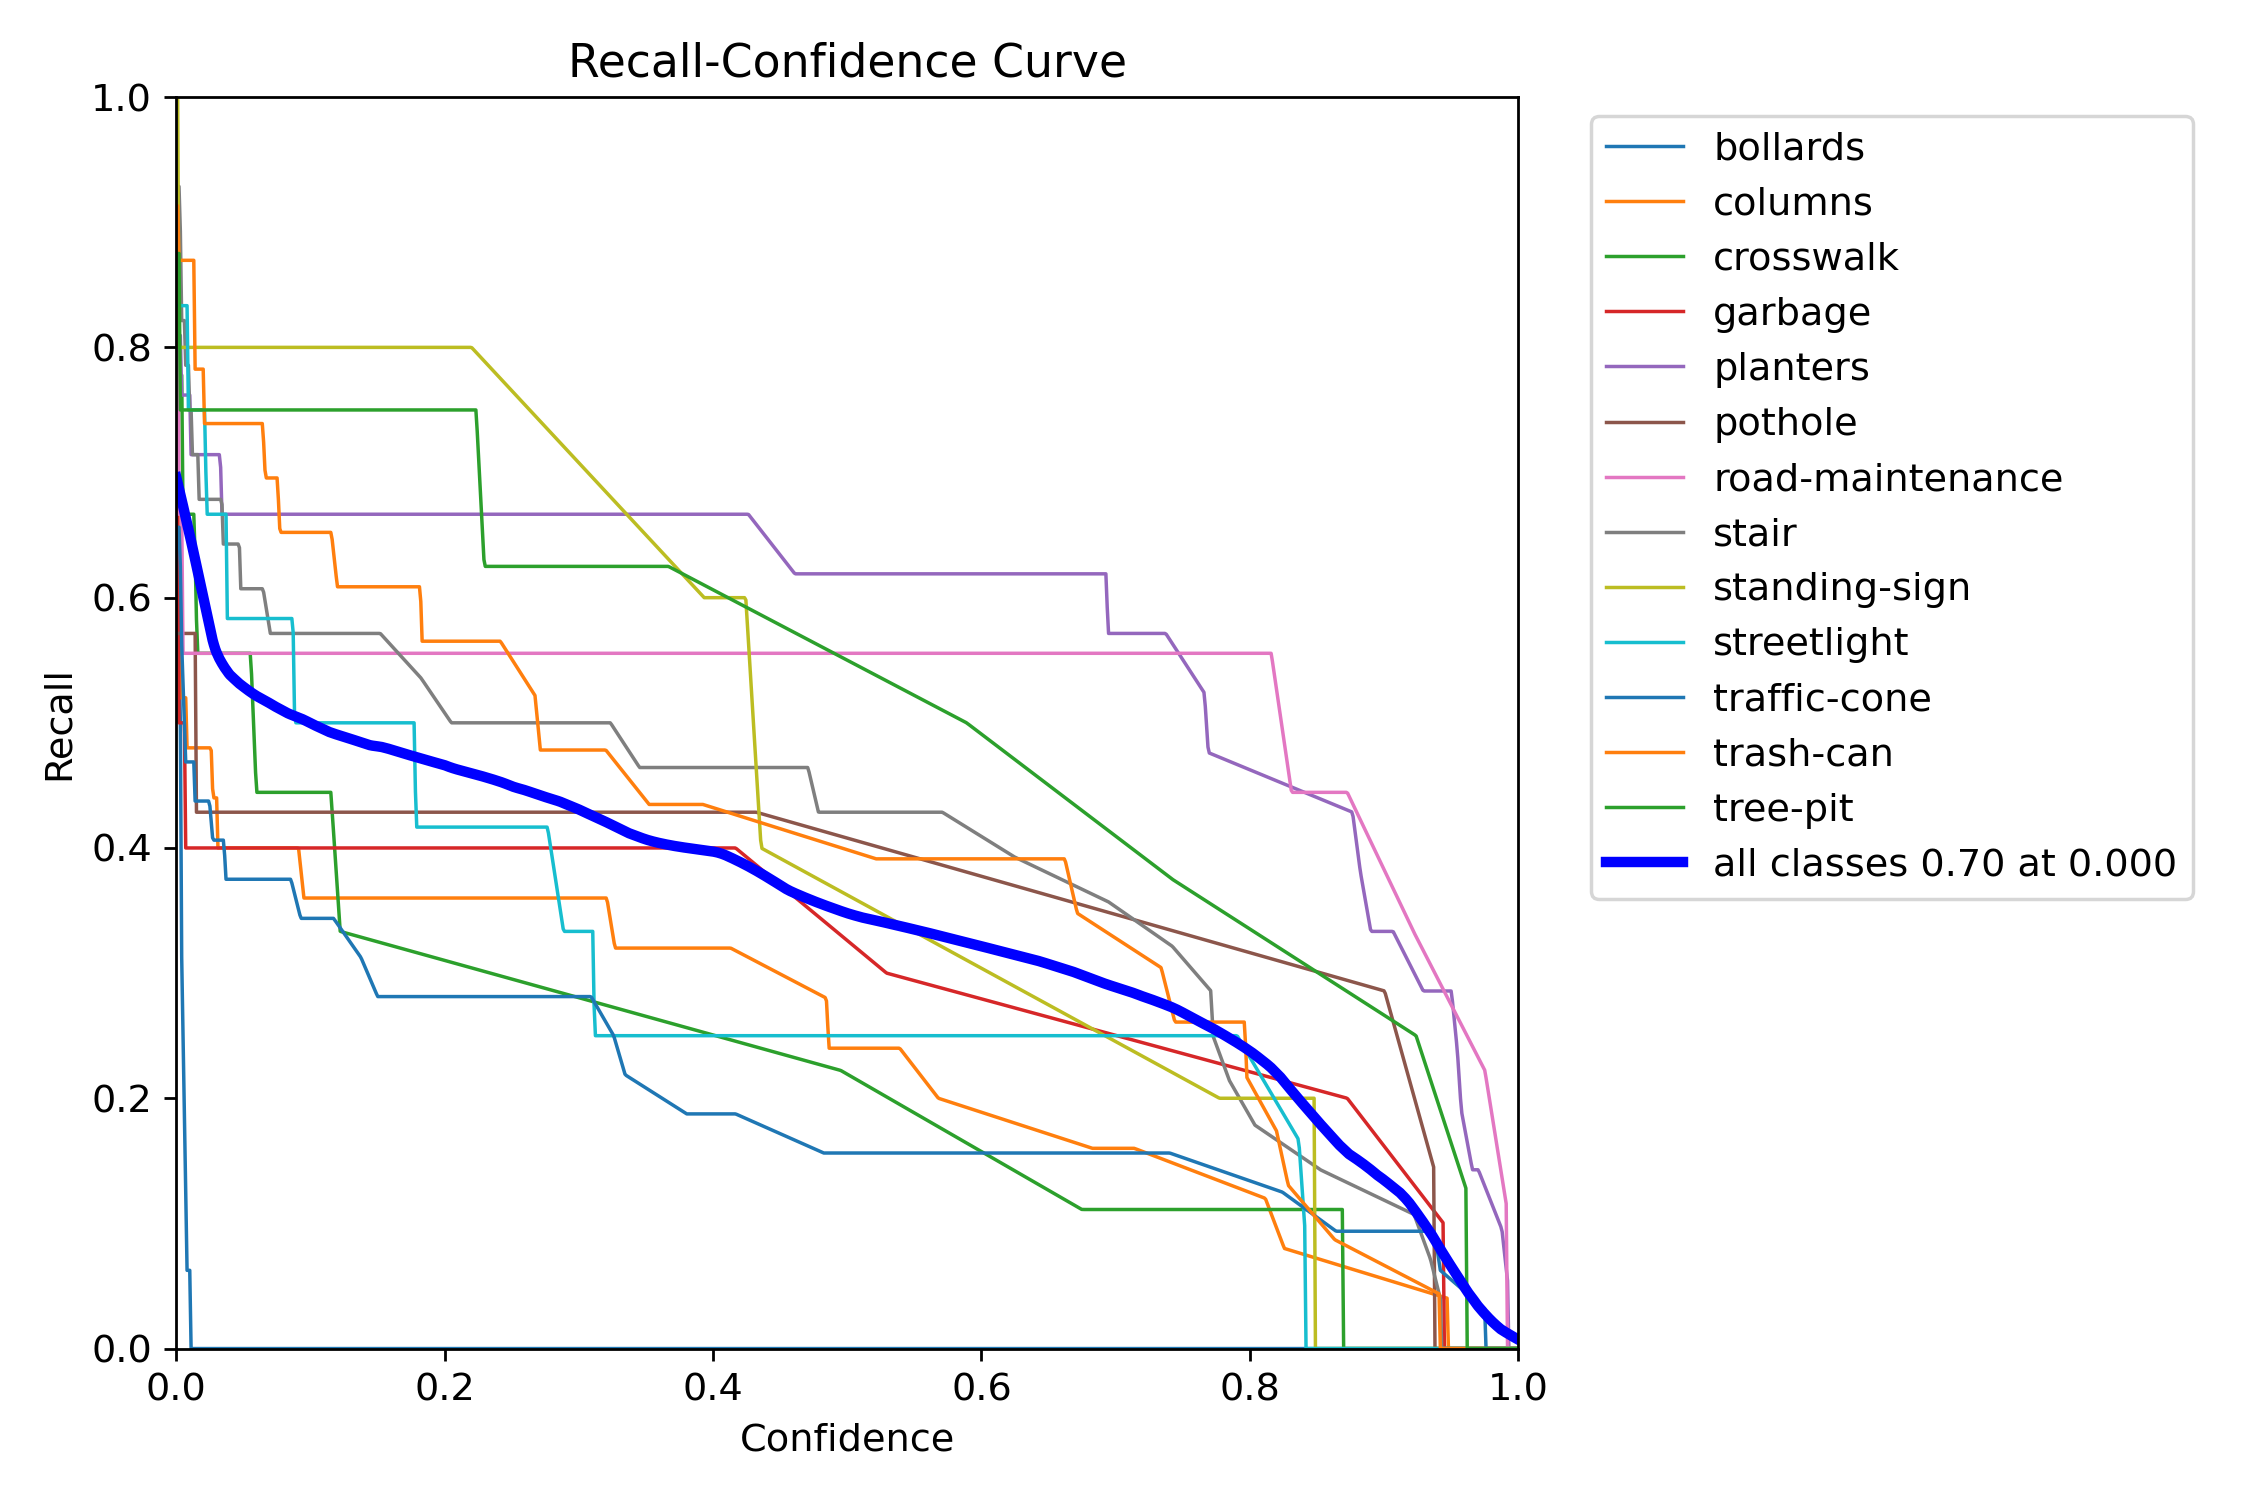 Recall-Confidence Curve
1.0
0.8
0.6
0.4
0.2
0.0
Recall
0.0 0.2 0.4 0.6 0.8 1.0
Confidence
bollards
columns
crosswalk
garbage
planters
pothole
road-maintenance
stair
standing-sign
streetlight
traffic-cone
trash-can
tree-pit
all classes 0.70 at 0.000